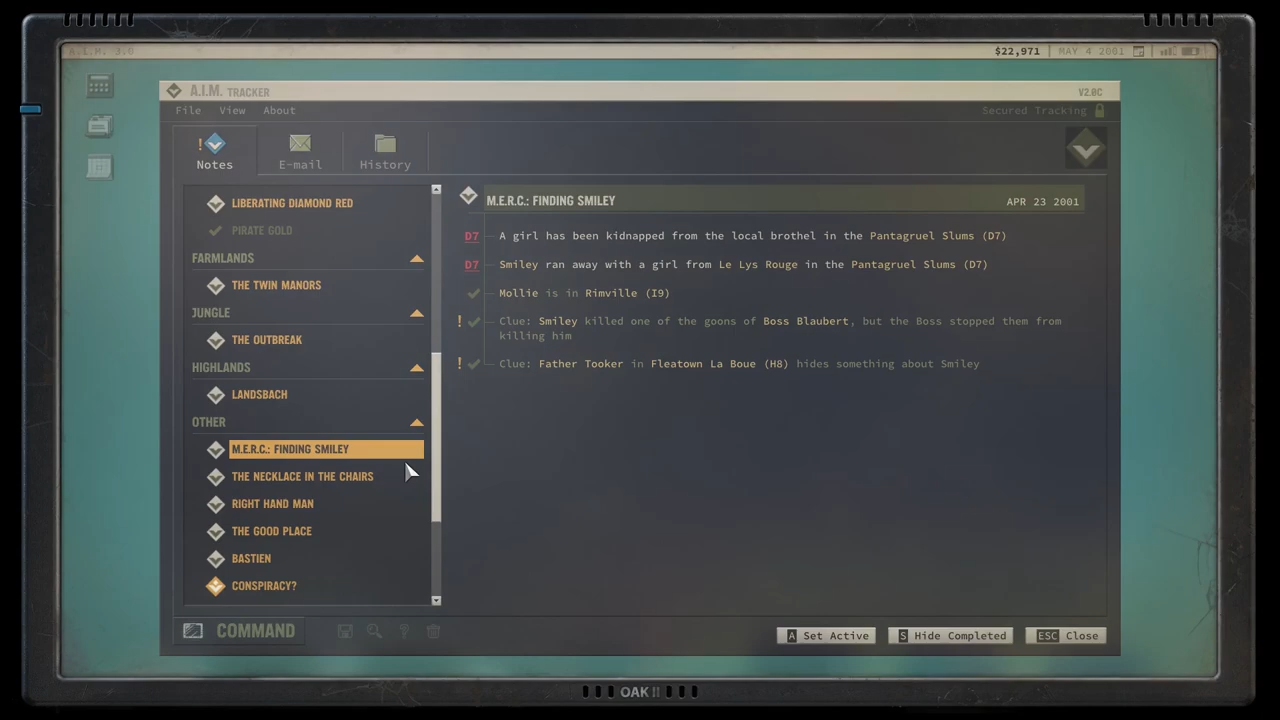 A.I.M. 3.0
$22,971
MAY 4 2001
A.I.M. TRACKER
V2.0C
File View About
Secured Tracking
! Notes
E-mail
History
LIBERATING DIAMOND RED
PIRATE GOLD
FARMLANDS
THE TWIN MANORS
JUNGLE
THE OUTBREAK
HIGHLANDS
LANDSBACH
OTHER
M.E.R.C.: FINDING SMILEY
THE NECKLACE IN THE CHAIRS
RIGHT HAND MAN
THE GOOD PLACE
BASTIEN
CONSPIRACY?
M.E.R.C.: FINDING SMILEY
APR 23 2001
D7 A girl has been kidnapped from the local brothel in the Pantagruel Slums (D7)
D7 Smiley ran away with a girl from Le Lys Rouge in the Pantagruel Slums (D7)
Mollie is in Rimville (I9)
! Clue: Smiley killed one of the goons of Boss Blaubert, but the Boss stopped them from
killing him
! Clue: Father Tooker in Fleatown La Boue (H8) hides something about Smiley
COMMAND
?
A Set Active
S Hide Completed
ESC Close
OAK II